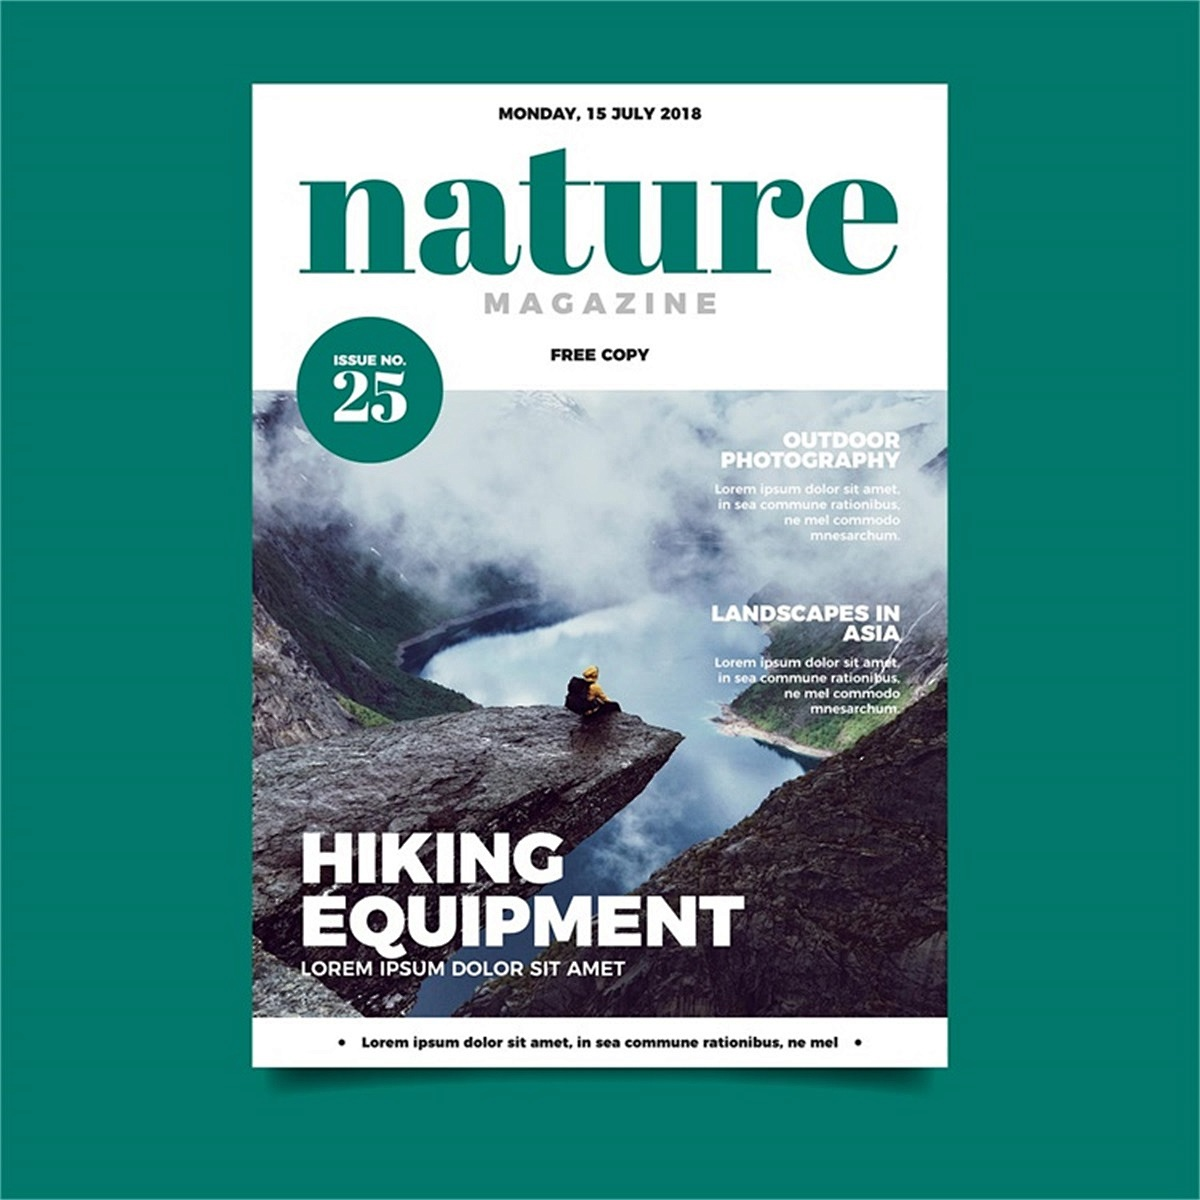 MONDAY, 15 JULY 2018
nature
MAGAZINE
FREE COPY
ISSUE NO.
25
OUTDOOR
PHOTOGRAPHY
Lorem ipsum dolor sit amet,
in sea commune rationibus,
ne mel commodo
mnesarchum.
LANDSCAPES IN
ASIA
Lorem ipsum dolor sit amet,
in sea commune rationibus,
ne mel commodo
mnesarchum.
HIKING
EQUIPMENT
LOREM IPSUM DOLOR SIT AMET
• Lorem ipsum dolor sit amet, in sea commune rationibus, ne mel •